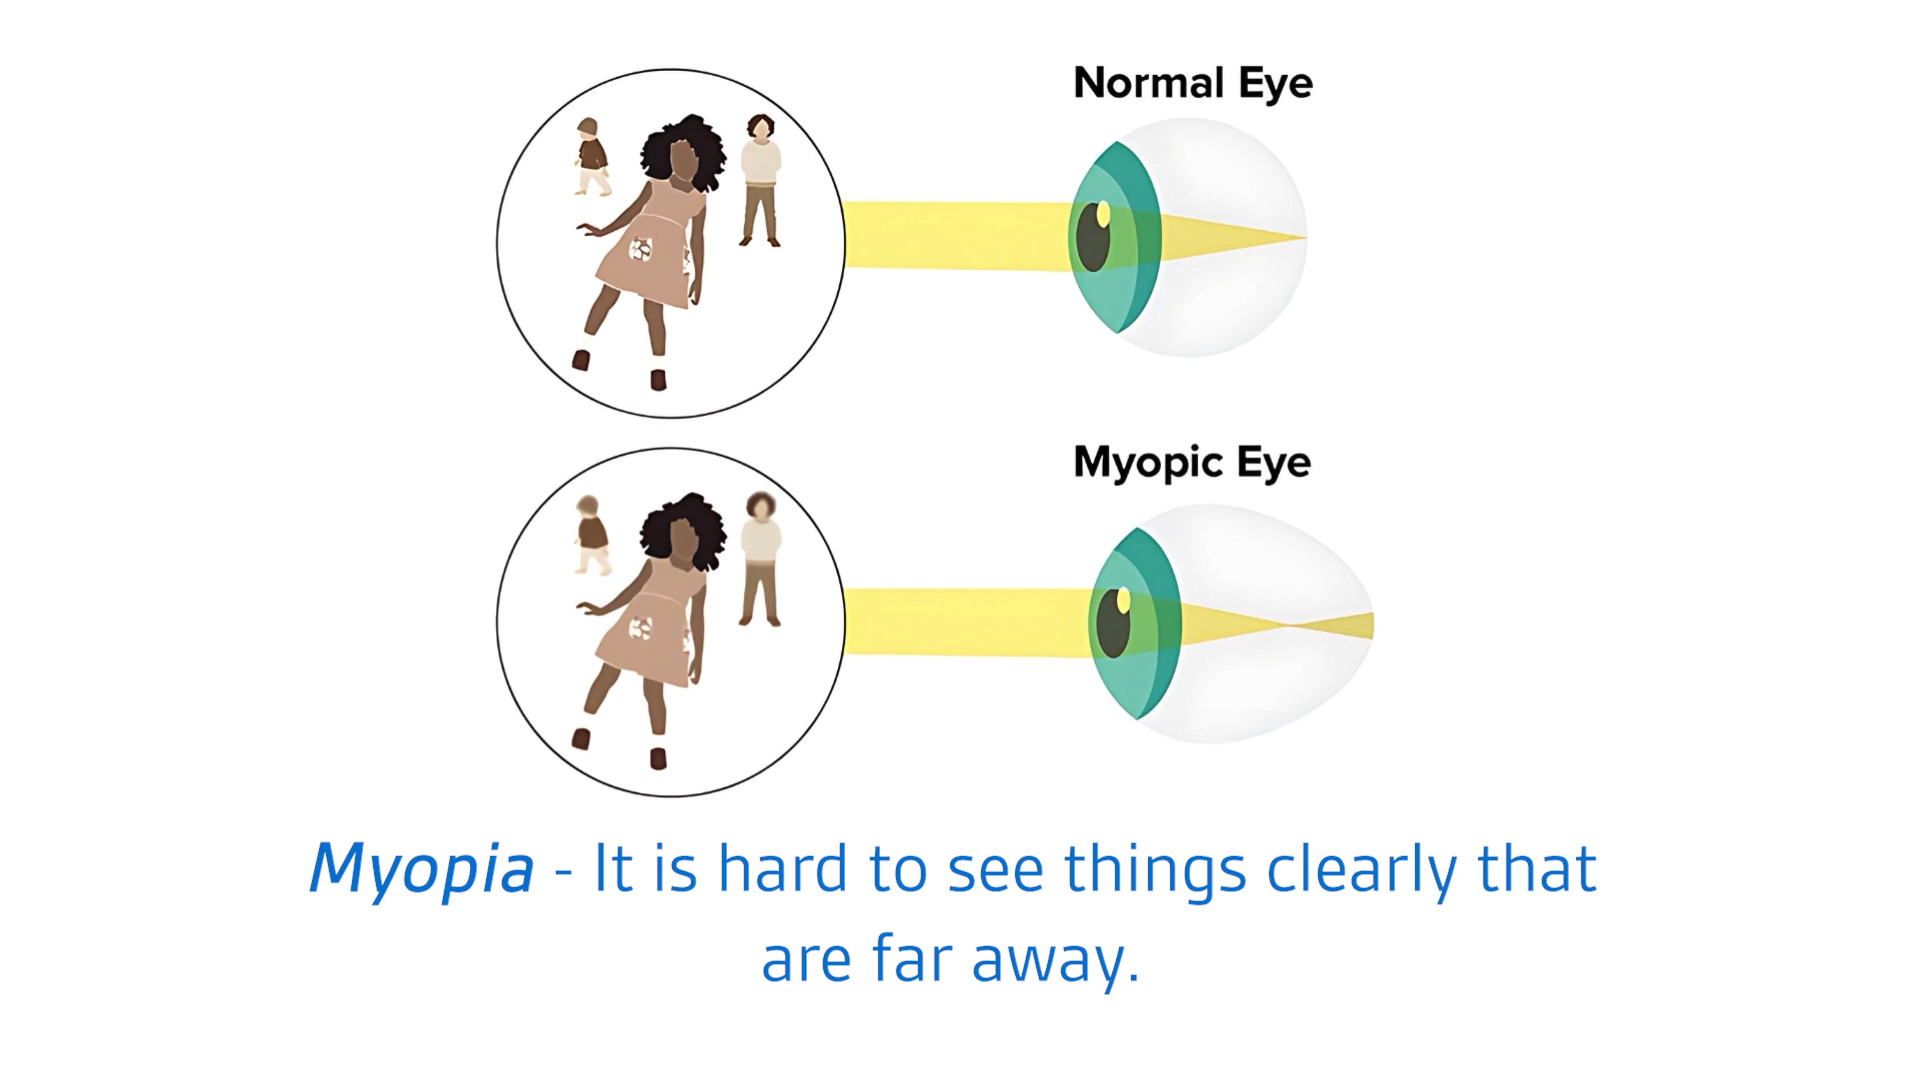 Normal Eye
Myopic Eye
Myopia - It is hard to see things clearly that
are far away.